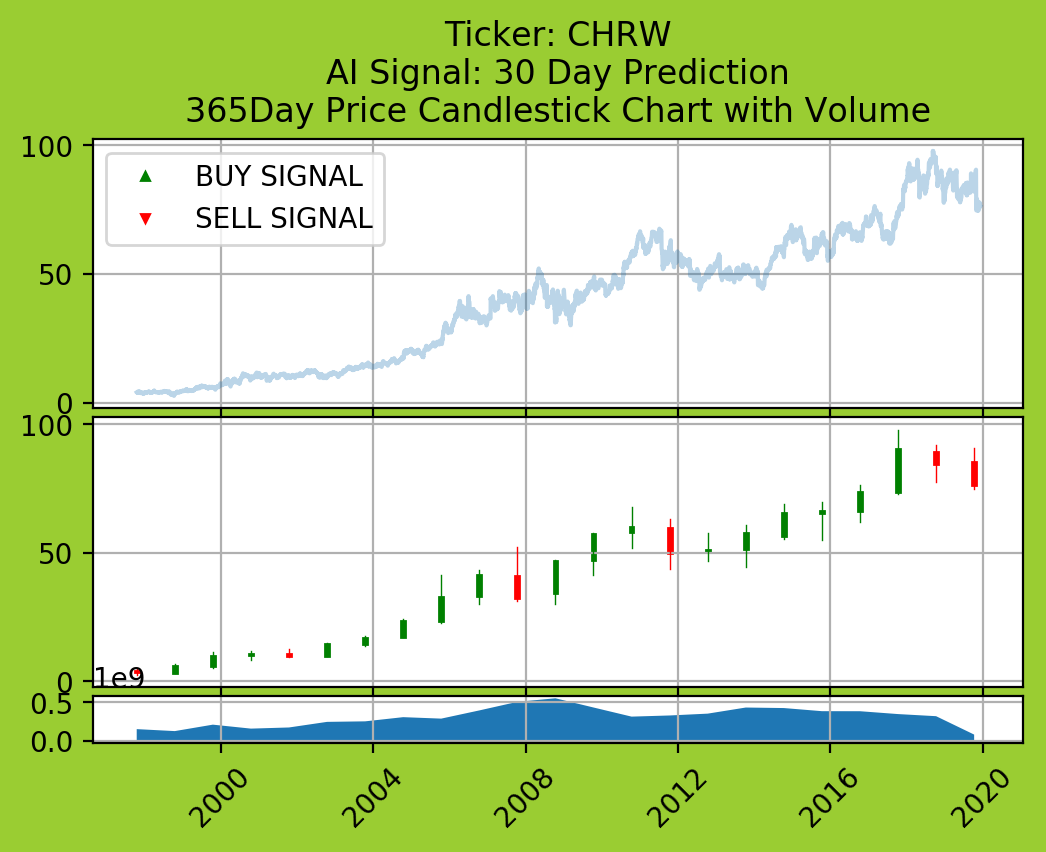 Ticker: CHRW
AI Signal: 30 Day Prediction
365Day Price Candlestick Chart with Volume
100
50
0
BUY SIGNAL
SELL SIGNAL
100
50
0
1e9
0.5
0.0
2000
2004
2008
2012
2016
2020